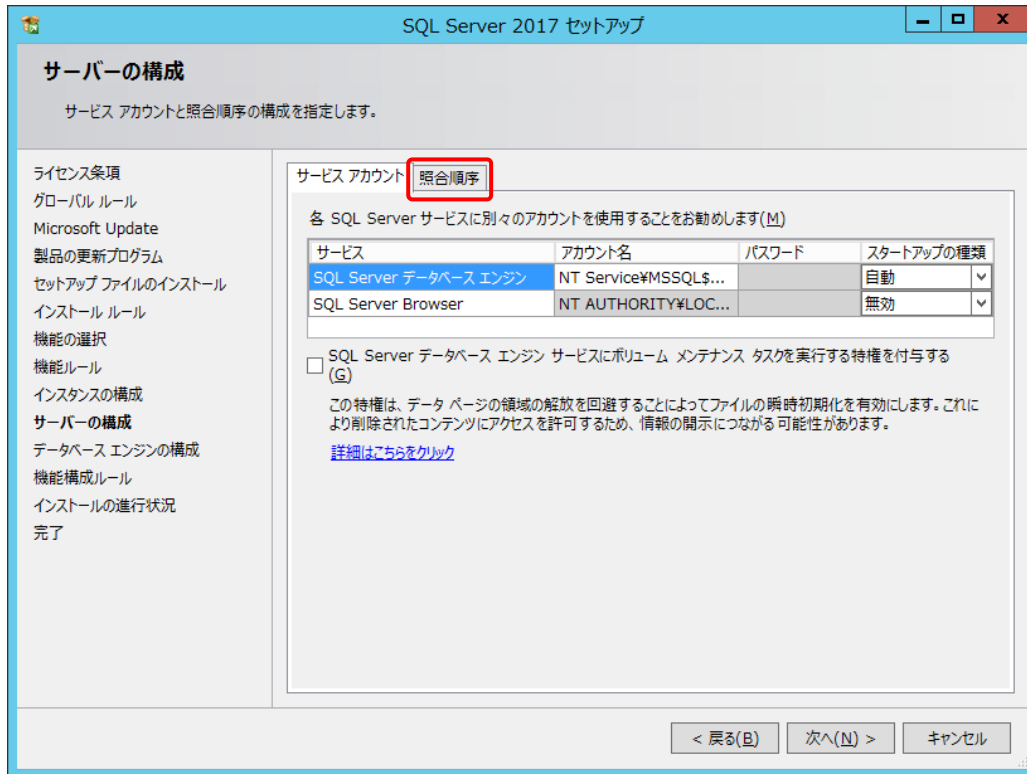 SQL Server 2017 セットアップ
サーバーの構成
サービス アカウントと照合順序の構成を指定します。
ライセンス条項
グローバル ルール
Microsoft Update
製品の更新プログラム
セットアップ ファイルのインストール
インストール ルール
機能の選択
機能ルール
インスタンスの構成
サーバーの構成
データベース エンジンの構成
機能構成ルール
インストールの進行状況
完了
サービス アカウント 照合順序
各 SQL Server サービスに別々のアカウントを使用することをお勧めします(M)
サービス アカウント名 パスワード スタートアップの種類
SQL Server データベース エンジン NT Service¥MSSQL$... 自動
SQL Server Browser NT AUTHORITY¥LOC... 無効
SQL Server データベース エンジン サービスにボリューム メンテナンス タスクを実行する特権を付与する
(G)
この特権は、データ ページの領域の解放を回避することによってファイルの瞬時初期化を有効にします。これに
より削除されたコンテンツにアクセスを許可するため、情報の開示につながる可能性があります。
詳細はこちらをクリック
< 戻る(B) 次へ(N) > キャンセル